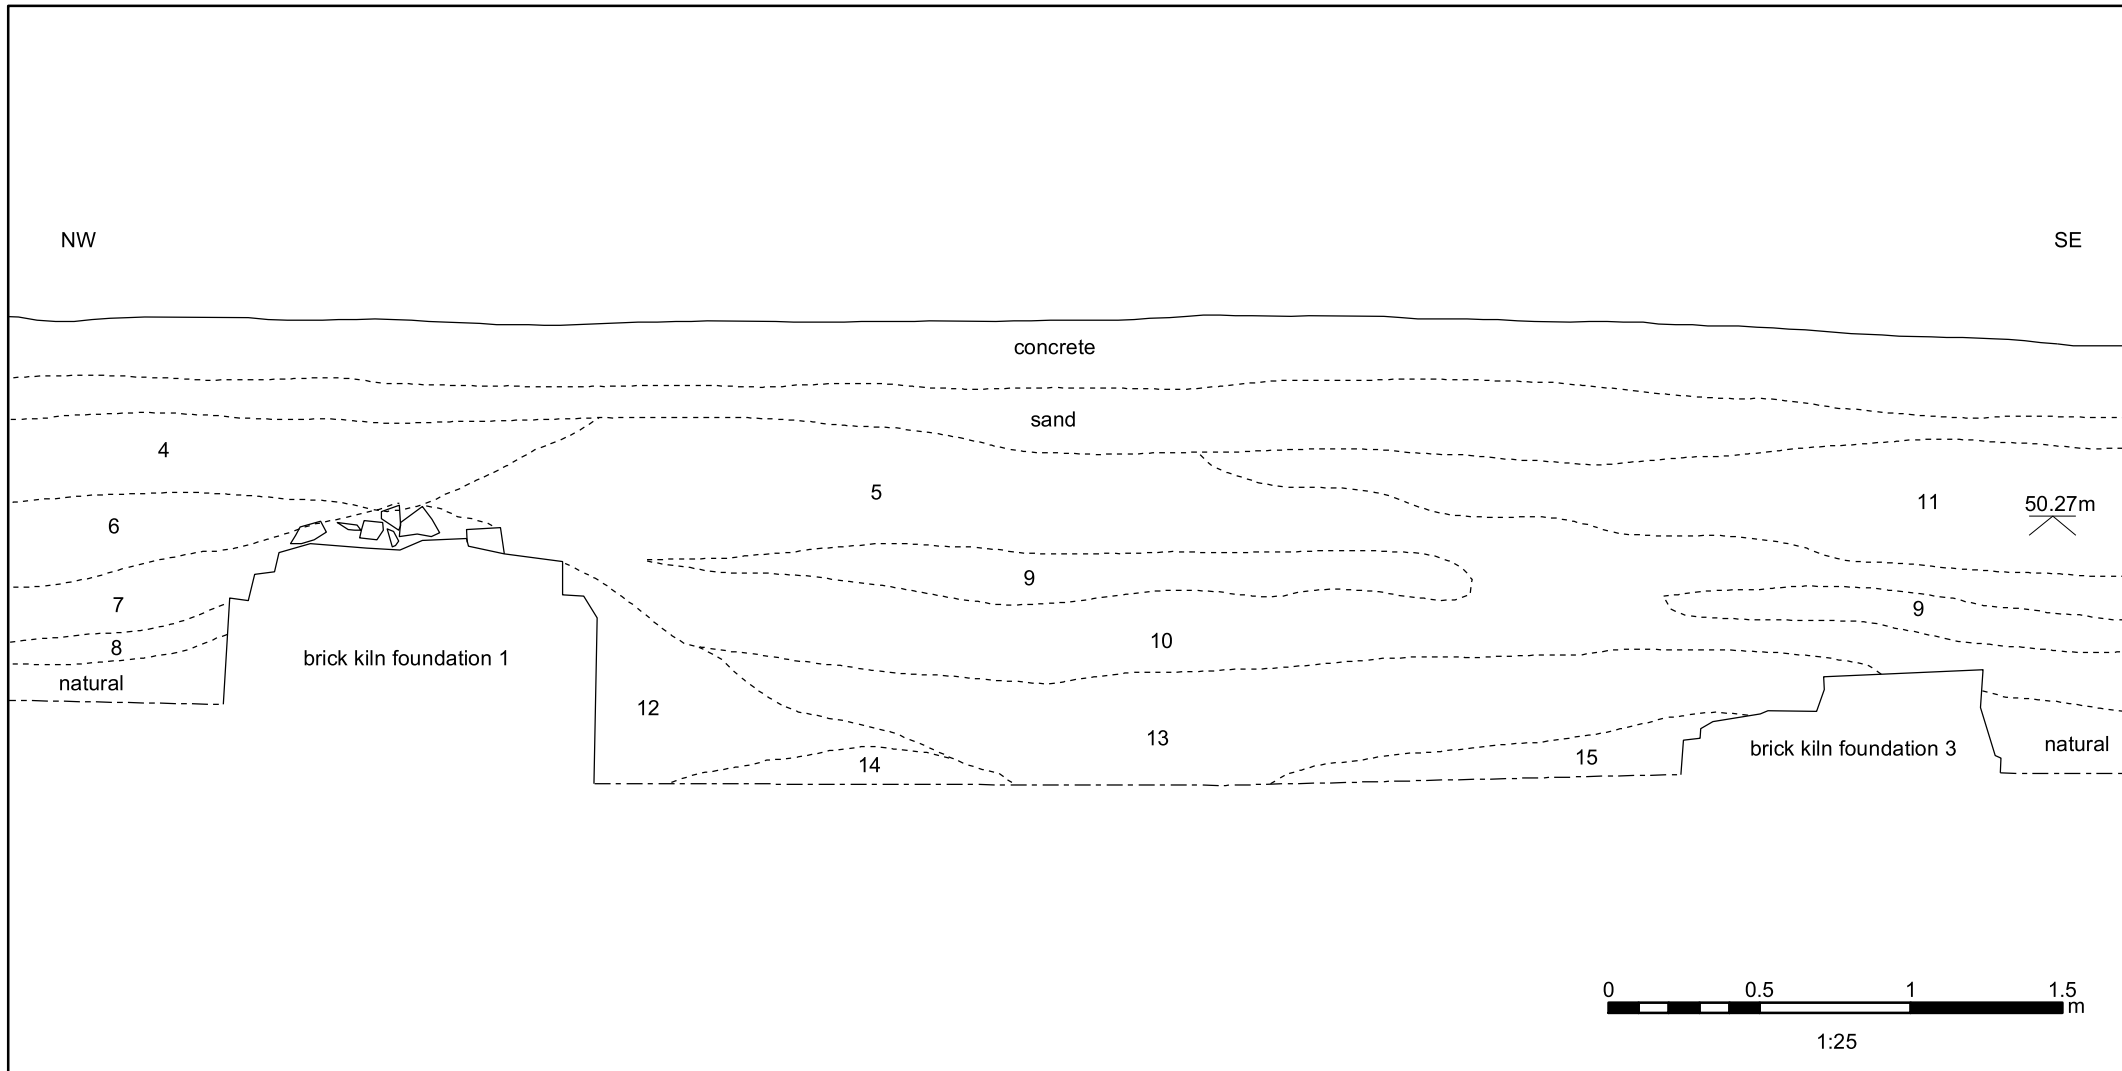 NW
SE
concrete
sand
4
5
11
50.27m
6
9
7
9
10
8
brick kiln foundation 1
natural
12
13
natural
brick kiln foundation 3
15
14
0 0.5 1 1.5
m
1:25